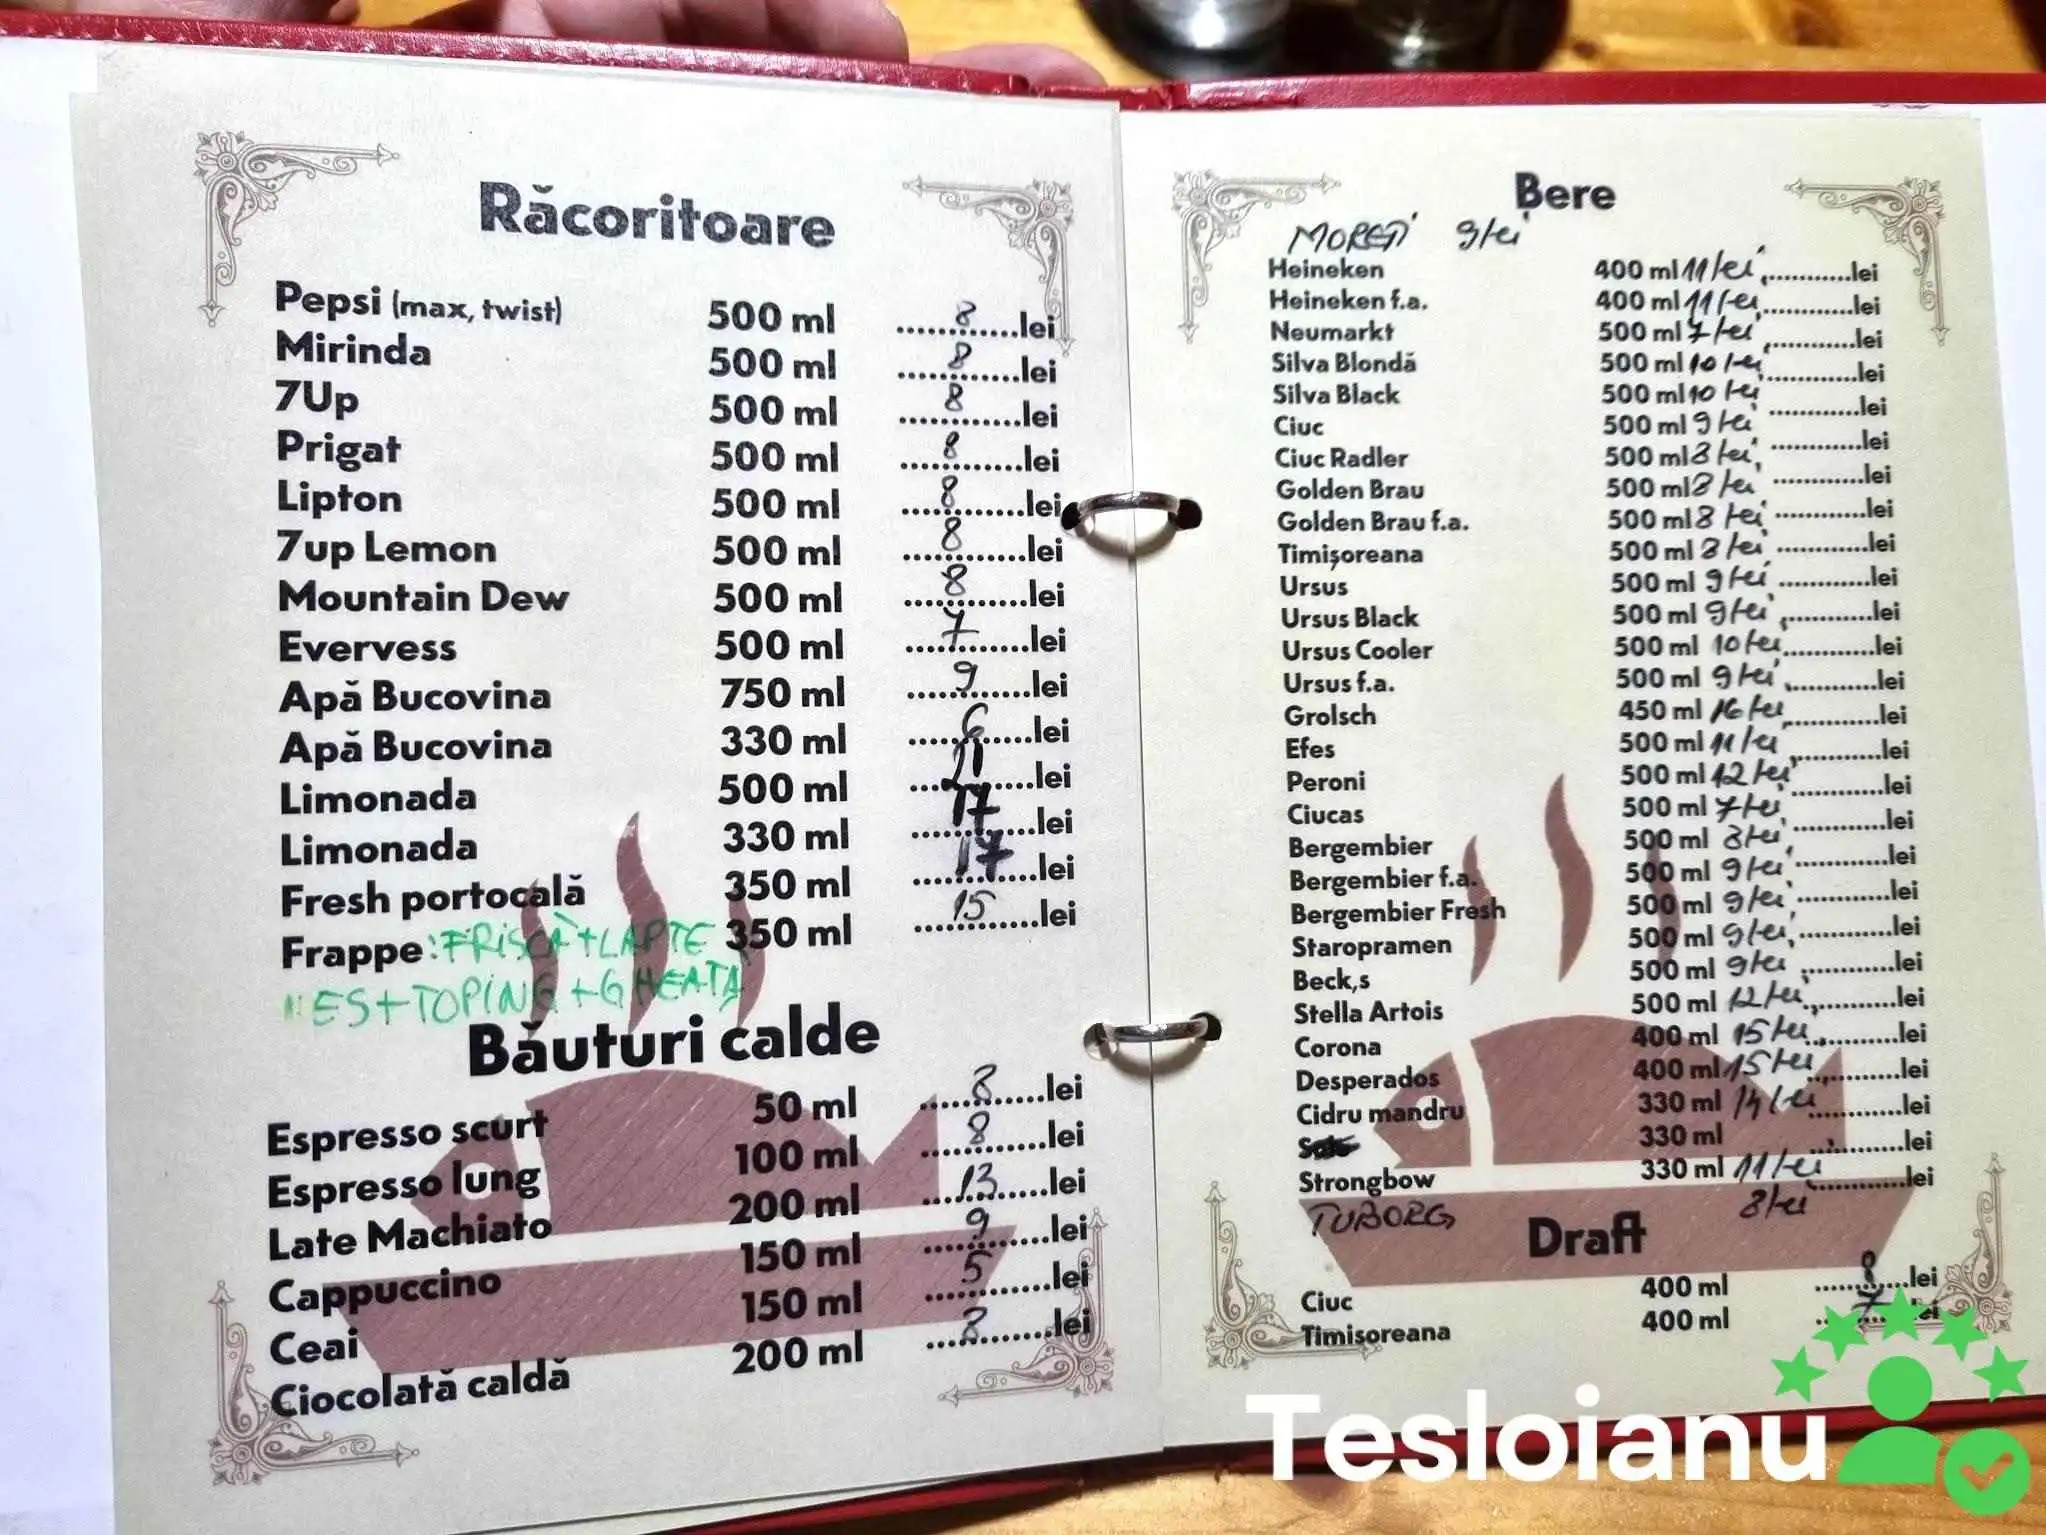 Răcoritoare
Pepsi (max, twist) 500 ml ......8......lei
Mirinda 500 ml ......8......lei
7Up 500 ml ......8......lei
Prigat 500 ml ......8......lei
Lipton 500 ml ......8......lei
7up Lemon 500 ml ......8......lei
Mountain Dew 500 ml ......8......lei
Evervess 500 ml ......7......lei
Apă Bucovina 750 ml ......9......lei
Apă Bucovina 330 ml ......6......lei
Limonada 500 ml ......21......lei
Limonada 330 ml ......17......lei
Fresh portocală 350 ml ......17......lei
Frappe :FRISCĂ+LAPTE 350 ml ......15......lei
NES+TOPING+GHEAȚĂ
Băuturi calde
Espresso scurt 50 ml ......8......lei
Espresso lung 100 ml ......8......lei
Late Machiato 200 ml ......13......lei
Cappuccino 150 ml ......9......lei
Ceai 150 ml ......5......lei
Ciocolată caldă 200 ml ......8......lei
Bere
MOREȚI 9 lei
Heineken 400 ml 11 lei ............lei
Heineken f.a. 400 ml 11 lei ............lei
Neumarkt 500 ml 7 lei ............lei
Silva Blondă 500 ml 10 lei ............lei
Silva Black 500 ml 10 lei ............lei
Ciuc 500 ml 9 lei ............lei
Ciuc Radler 500 ml 8 lei ............lei
Golden Brau 500 ml 8 lei ............lei
Golden Brau f.a. 500 ml 8 lei ............lei
Timișoreana 500 ml 8 lei ............lei
Ursus 500 ml 9 lei ............lei
Ursus Black 500 ml 9 lei ............lei
Ursus Cooler 500 ml 10 lei ............lei
Ursus f.a. 500 ml 9 lei ............lei
Grolsch 450 ml 16 lei ............lei
Efes 500 ml 11 lei ............lei
Peroni 500 ml 12 lei ............lei
Ciucas 500 ml 7 lei ............lei
Bergembier 500 ml 8 lei ............lei
Bergembier f.a. 500 ml 9 lei ............lei
Bergembier Fresh 500 ml 9 lei ............lei
Staropramen 500 ml 9 lei ............lei
Beck,s 500 ml 9 lei ............lei
Stella Artois 500 ml 12 lei ............lei
Corona 400 ml 15 lei ............lei
Desperados 400 ml 15 lei ............lei
Cidru mandru 330 ml 14 lei ............lei
330 ml ............lei
Strongbow 330 ml 11 lei ............lei
TUBORG 8 lei
Draft
Ciuc 400 ml ......8......lei
Timișoreana 400 ml ......7......lei
Tesloianu